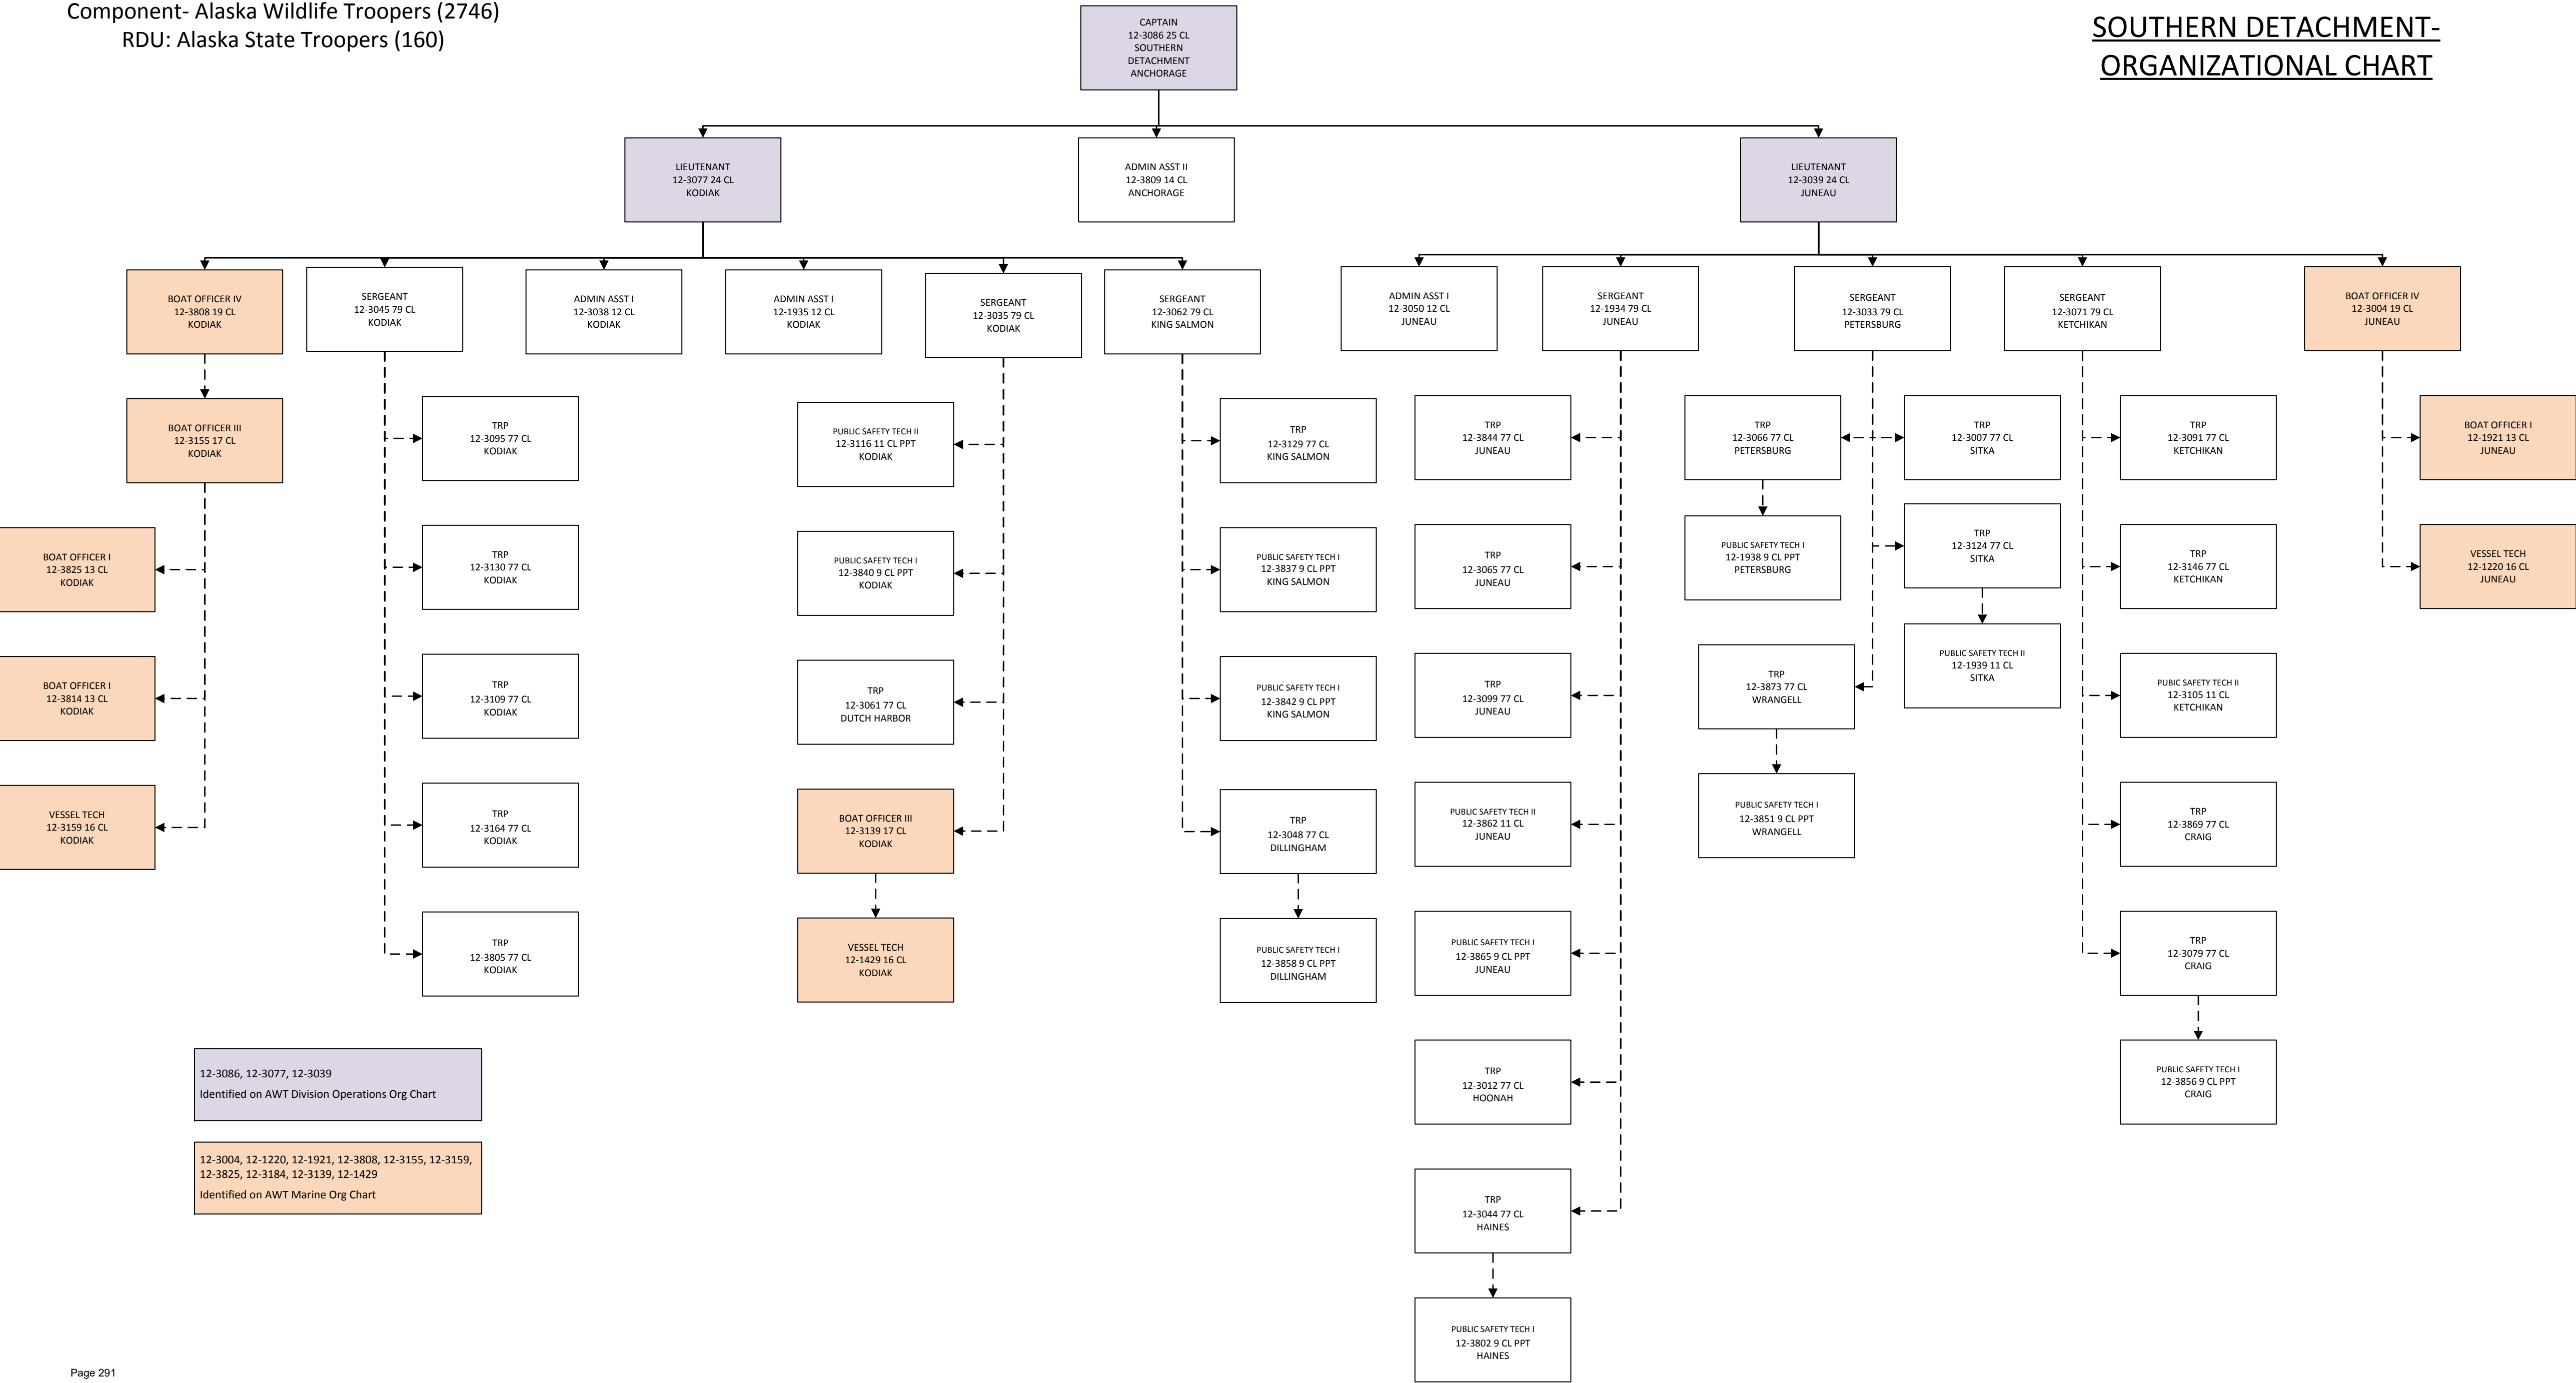 Component- Alaska Wildlife Troopers (2746)
RDU: Alaska State Troopers (160)
SOUTHERN DETACHMENT-
ORGANIZATIONAL CHART
CAPTAIN
12-3086 25 CL
SOUTHERN
DETACHMENT
ANCHORAGE
LIEUTENANT
12-3077 24 CL
KODIAK
ADMIN ASST II
12-3809 14 CL
ANCHORAGE
LIEUTENANT
12-3039 24 CL
JUNEAU
BOAT OFFICER IV
12-3808 19 CL
KODIAK
SERGEANT
12-3045 79 CL
KODIAK
ADMIN ASST I
12-3038 12 CL
KODIAK
ADMIN ASST I
12-1935 12 CL
KODIAK
SERGEANT
12-3035 79 CL
KODIAK
SERGEANT
12-3062 79 CL
KING SALMON
ADMIN ASST I
12-3050 12 CL
JUNEAU
SERGEANT
12-1934 79 CL
JUNEAU
SERGEANT
12-3033 79 CL
PETERSBURG
SERGEANT
12-3071 79 CL
KETCHIKAN
BOAT OFFICER IV
12-3004 19 CL
JUNEAU
BOAT OFFICER III
12-3155 17 CL
KODIAK
BOAT OFFICER I
12-3825 13 CL
KODIAK
BOAT OFFICER I
12-3814 13 CL
KODIAK
VESSEL TECH
12-3159 16 CL
KODIAK
TRP
12-3095 77 CL
KODIAK
TRP
12-3130 77 CL
KODIAK
TRP
12-3109 77 CL
KODIAK
TRP
12-3164 77 CL
KODIAK
TRP
12-3805 77 CL
KODIAK
PUBLIC SAFETY TECH II
12-3116 11 CL PPT
KODIAK
PUBLIC SAFETY TECH I
12-3840 9 CL PPT
KODIAK
TRP
12-3061 77 CL
DUTCH HARBOR
BOAT OFFICER III
12-3139 17 CL
KODIAK
VESSEL TECH
12-1429 16 CL
KODIAK
TRP
12-3129 77 CL
KING SALMON
PUBLIC SAFETY TECH I
12-3837 9 CL PPT
KING SALMON
PUBLIC SAFETY TECH I
12-3842 9 CL PPT
KING SALMON
TRP
12-3048 77 CL
DILLINGHAM
PUBLIC SAFETY TECH I
12-3858 9 CL PPT
DILLINGHAM
TRP
12-3844 77 CL
JUNEAU
TRP
12-3065 77 CL
JUNEAU
TRP
12-3099 77 CL
JUNEAU
PUBLIC SAFETY TECH II
12-3862 11 CL
JUNEAU
PUBLIC SAFETY TECH I
12-3865 9 CL PPT
JUNEAU
TRP
12-3012 77 CL
HOONAH
TRP
12-3044 77 CL
HAINES
PUBLIC SAFETY TECH I
12-3802 9 CL PPT
HAINES
TRP
12-3066 77 CL
PETERSBURG
PUBLIC SAFETY TECH I
12-1938 9 CL PPT
PETERSBURG
TRP
12-3873 77 CL
WRANGELL
PUBLIC SAFETY TECH I
12-3851 9 CL PPT
WRANGELL
TRP
12-3007 77 CL
SITKA
TRP
12-3124 77 CL
SITKA
PUBLIC SAFETY TECH II
12-1939 11 CL
SITKA
TRP
12-3091 77 CL
KETCHIKAN
TRP
12-3146 77 CL
KETCHIKAN
PUBIC SAFETY TECH II
12-3105 11 CL
KETCHIKAN
TRP
12-3869 77 CL
CRAIG
TRP
12-3079 77 CL
CRAIG
PUBLIC SAFETY TECH I
12-3856 9 CL PPT
CRAIG
BOAT OFFICER I
12-1921 13 CL
JUNEAU
VESSEL TECH
12-1220 16 CL
JUNEAU
12-3086, 12-3077, 12-3039
Identified on AWT Division Operations Org Chart
12-3004, 12-1220, 12-1921, 12-3808, 12-3155, 12-3159,
12-3825, 12-3184, 12-3139, 12-1429
Identified on AWT Marine Org Chart
Page 291